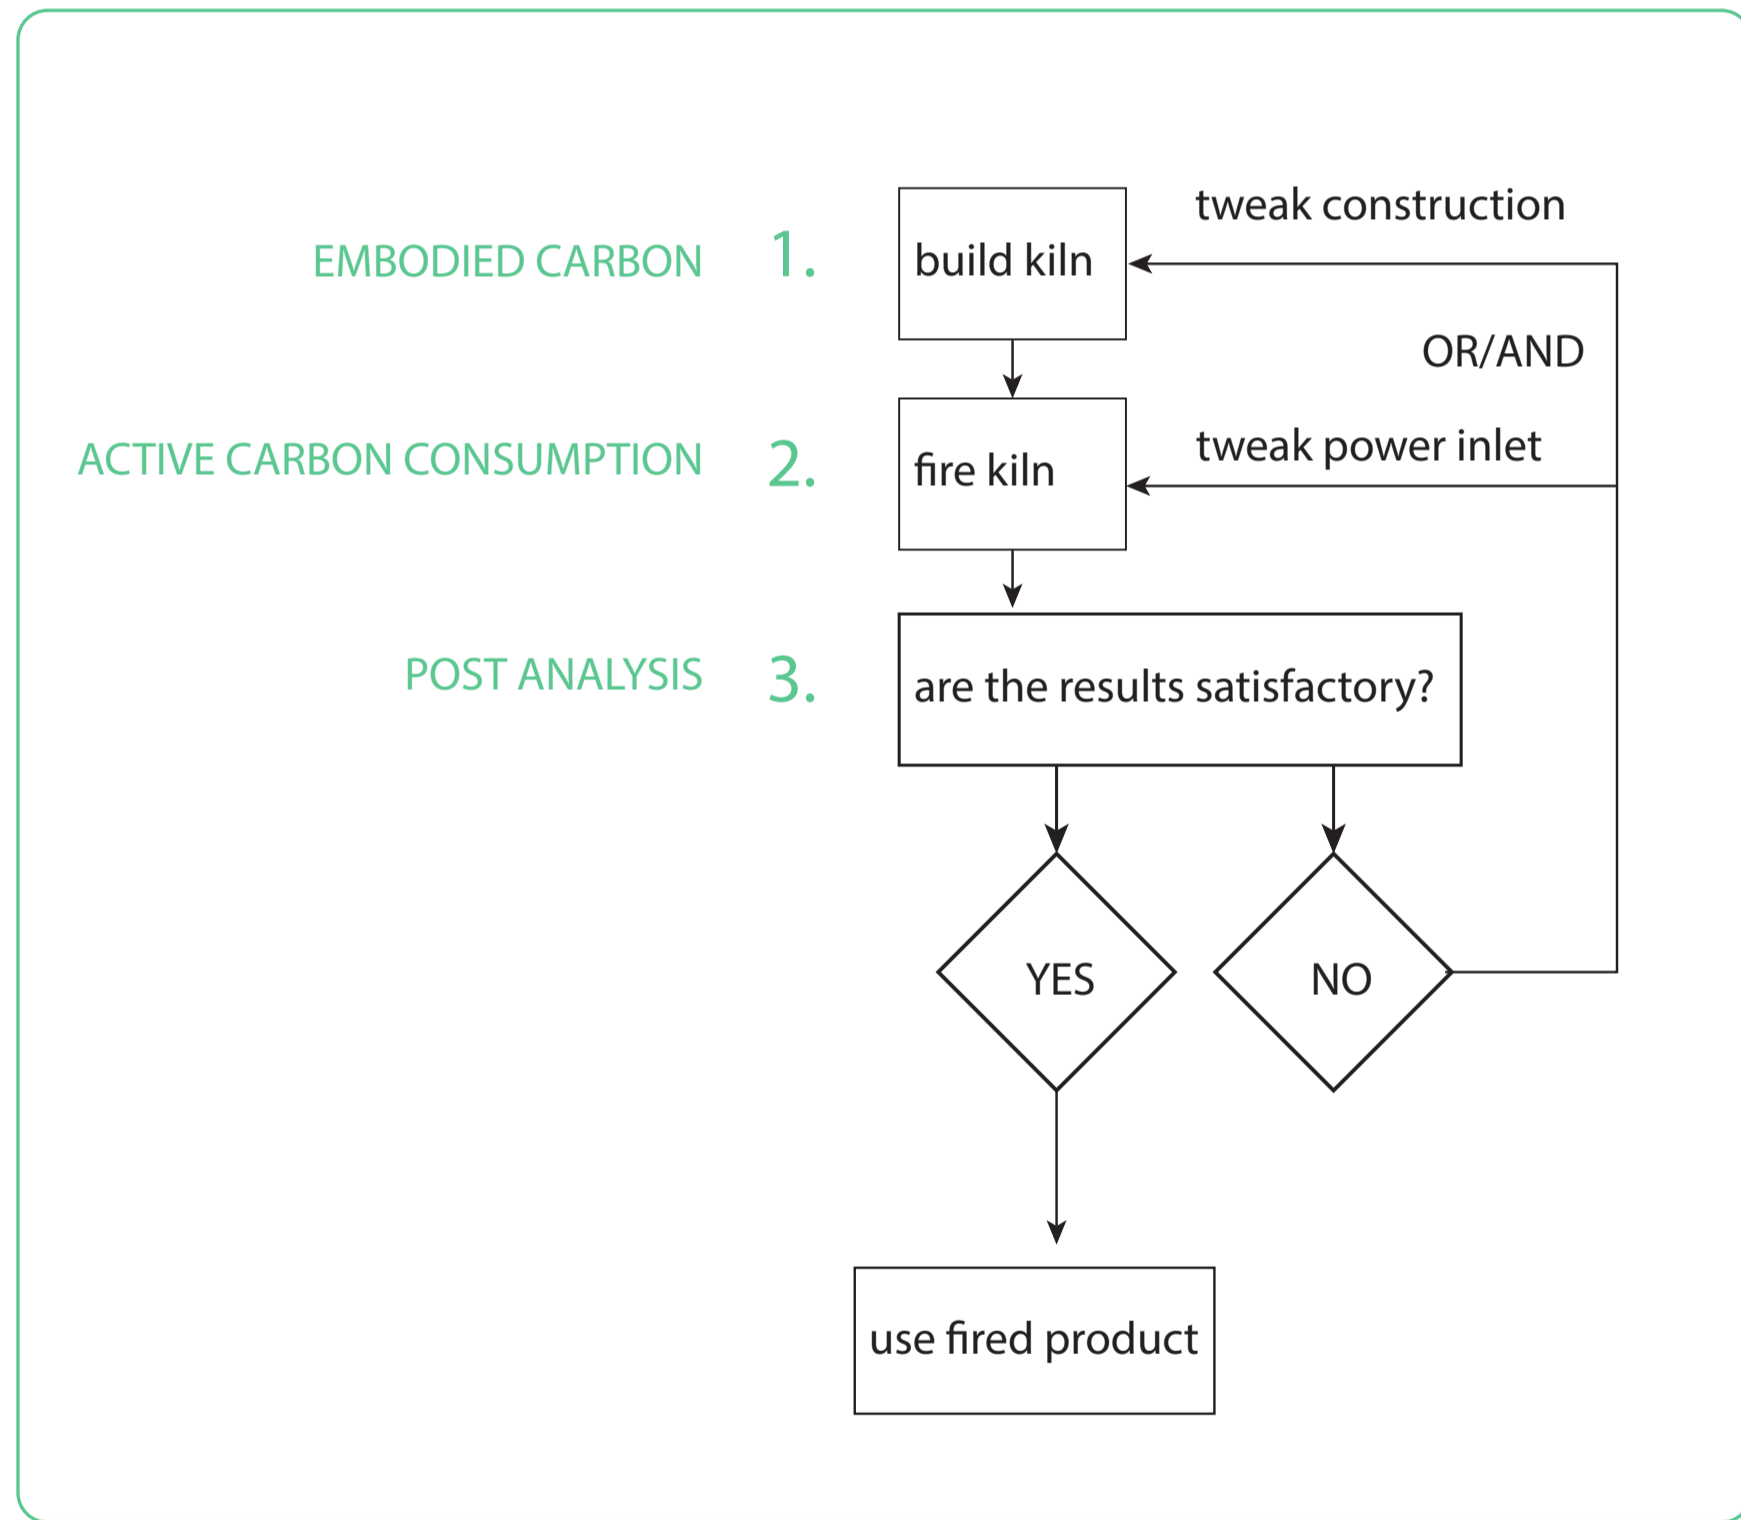 EMBODIED CARBON 1.
build kiln
tweak construction
OR/AND
ACTIVE CARBON CONSUMPTION 2.
fire kiln
tweak power inlet
POST ANALYSIS 3.
are the results satisfactory?
YES
NO
use fired product